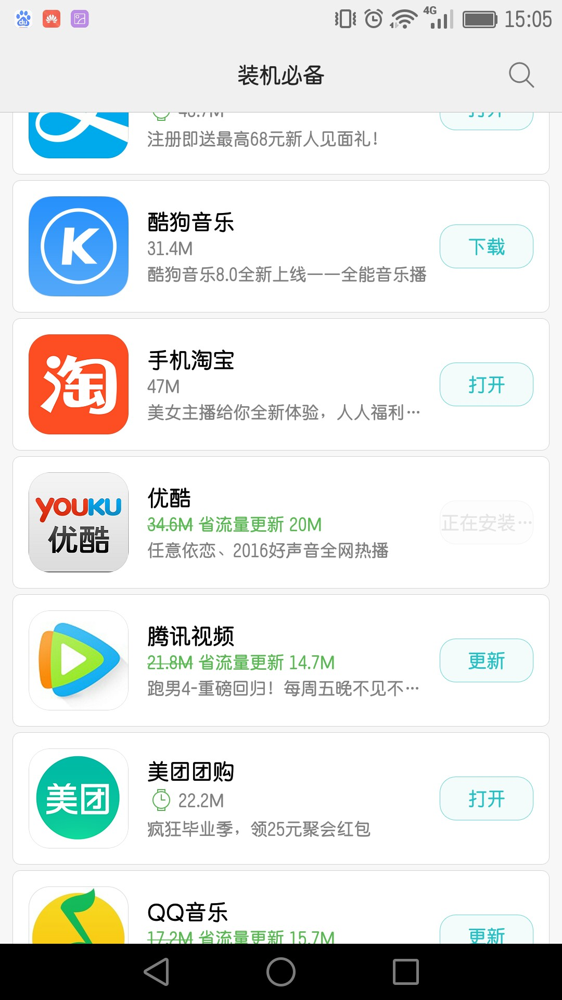 du
4G
15:05
装机必备
48.7M
打开
注册即送最高68元新人见面礼！
K
酷狗音乐
31.4M
下载
酷狗音乐8.0全新上线——全能音乐播
淘
手机淘宝
47M
打开
美女主播给你全新体验，人人福利…
YOUKU
优酷
优酷
34.6M 省流量更新 20M
正在安装…
任意依恋、2016好声音全网热播
腾讯视频
21.8M 省流量更新 14.7M
更新
跑男4-重磅回归！每周五晚不见不…
美团
美团团购
22.2M
打开
疯狂毕业季，领25元聚会红包
QQ音乐
17.2M 省流量更新 15.7M
更新